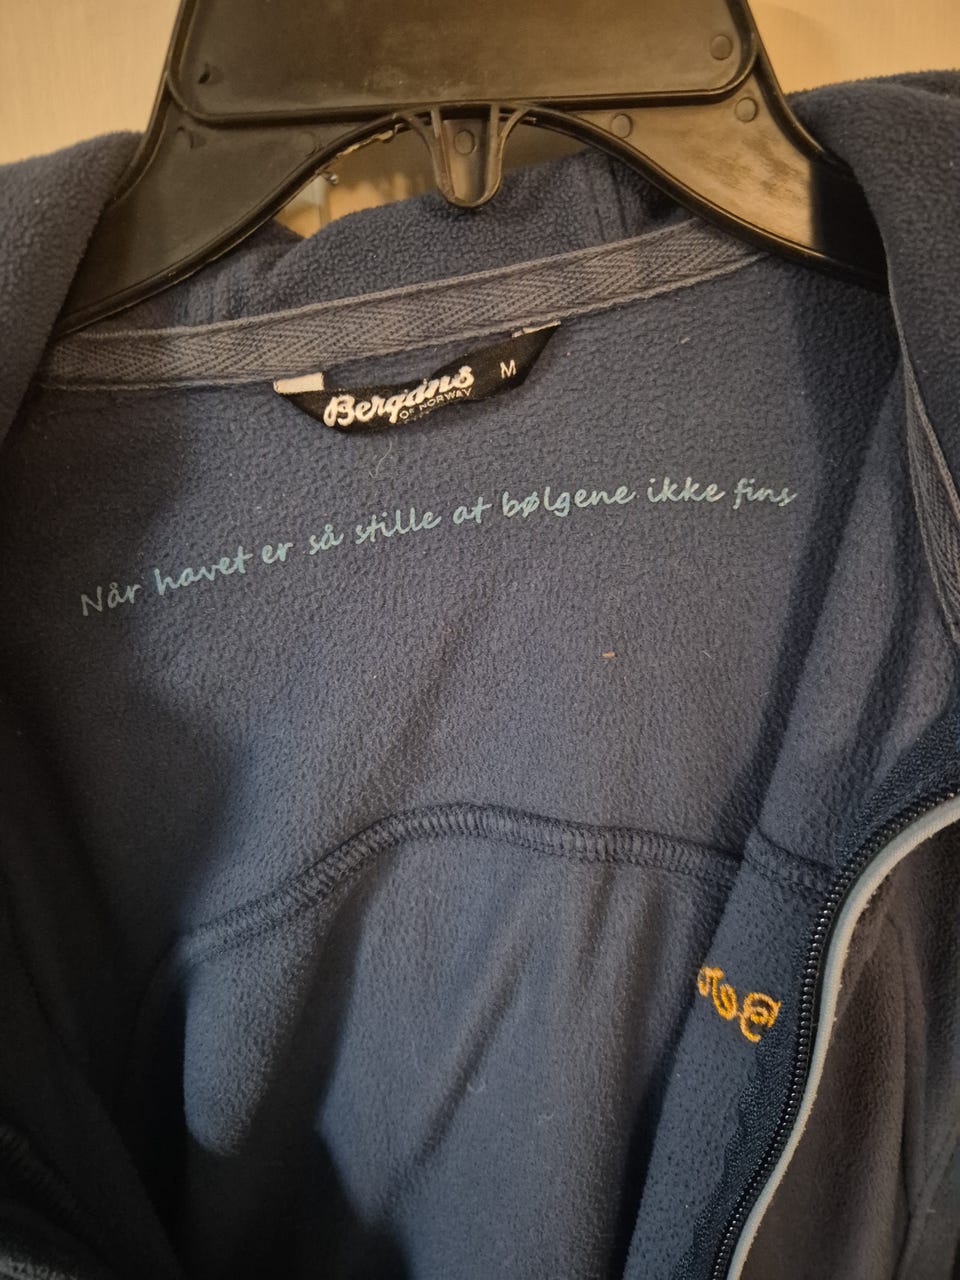 Bergans M
OF NORWAY
Når havet er så stille at bølgene ikke fins